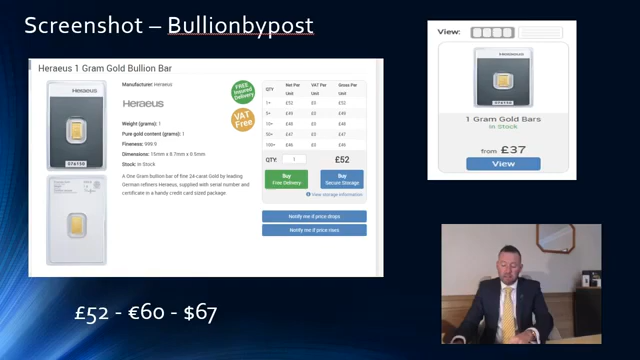 Screenshot – Bullionbypost
Heraeus 1 Gram Gold Bullion Bar
HERAEUS
076150
Manufacturer: Heraeus
Heraeus
Weight (grams): 1
Pure gold content (grams): 1
Fineness: 999.9
Dimensions: 15mm x 8.7mm x 0.5mm
Stock: In Stock
A One Gram bullion bar of fine 24-carat Gold by leading
German refiners Heraeus, supplied with serial number and
certificate in a handy credit card sized package.
FREE
Insured
Delivery
VAT
Free
QTY Net Per Unit VAT Per Unit Gross Per Unit
1+ £52 £0 £52
5+ £49 £0 £49
15+ £48 £0 £48
50+ £47 £0 £47
100+ £46 £0 £46
QTY: 1 £52
Buy
Free Delivery
Buy
Secure Storage
View storage information
Notify me if price drops
Notify me if price rises
View:
HERAEUS
076150
1 Gram Gold Bars
In Stock
from £37
View
£52 - €60 - $67